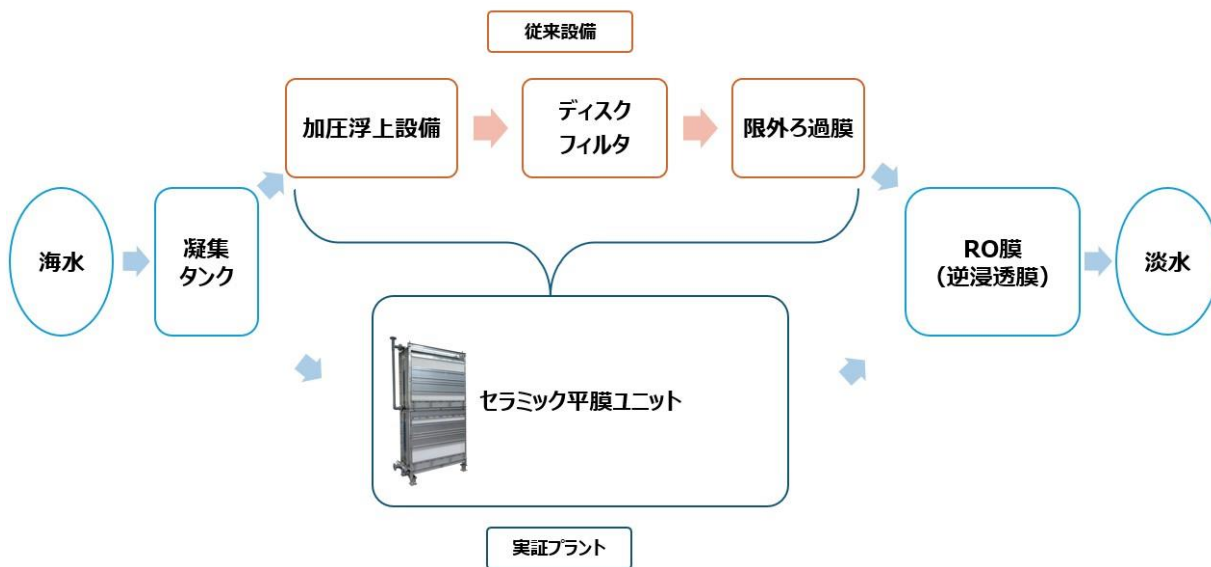 従来設備
加圧浮上設備
ディスク
フィルタ
限外ろ過膜
海水
凝集
タンク
RO膜
（逆浸透膜）
淡水
セラミック平膜ユニット
実証プラント